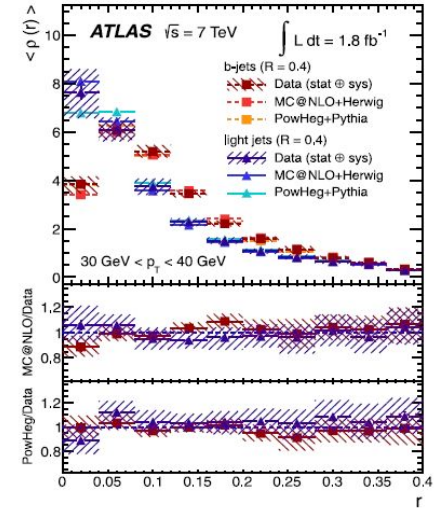 ATLAS √s = 7 TeV ∫ L dt = 1.8 fb⁻¹
< ρ (r) >
b-jets (R = 0.4)
Data (stat ⊕ sys)
MC@NLO+Herwig
PowHeg+Pythia
light jets (R = 0.4)
Data (stat ⊕ sys)
MC@NLO+Herwig
PowHeg+Pythia
30 GeV < p_T < 40 GeV
10
8
6
4
2
0
MC@NLO/Data
1.2
1.0
0.8
PowHeg/Data
1.2
1
0.8
0 0.05 0.1 0.15 0.2 0.25 0.3 0.35 0.4
r